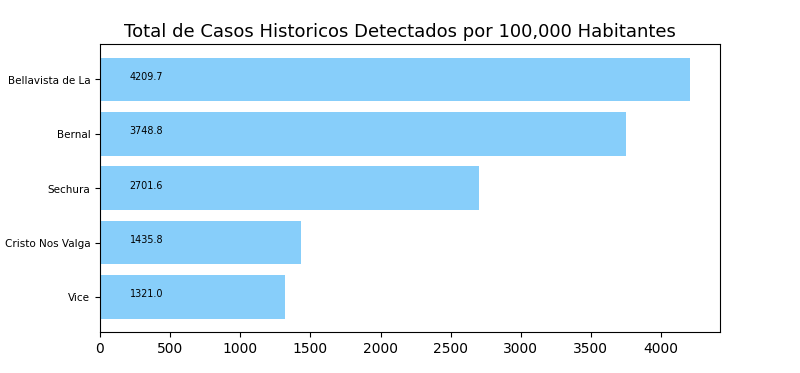 Total de Casos Historicos Detectados por 100,000 Habitantes
Bellavista de La 4209.7
Bernal 3748.8
Sechura 2701.6
Cristo Nos Valga 1435.8
Vice 1321.0
0 500 1000 1500 2000 2500 3000 3500 4000